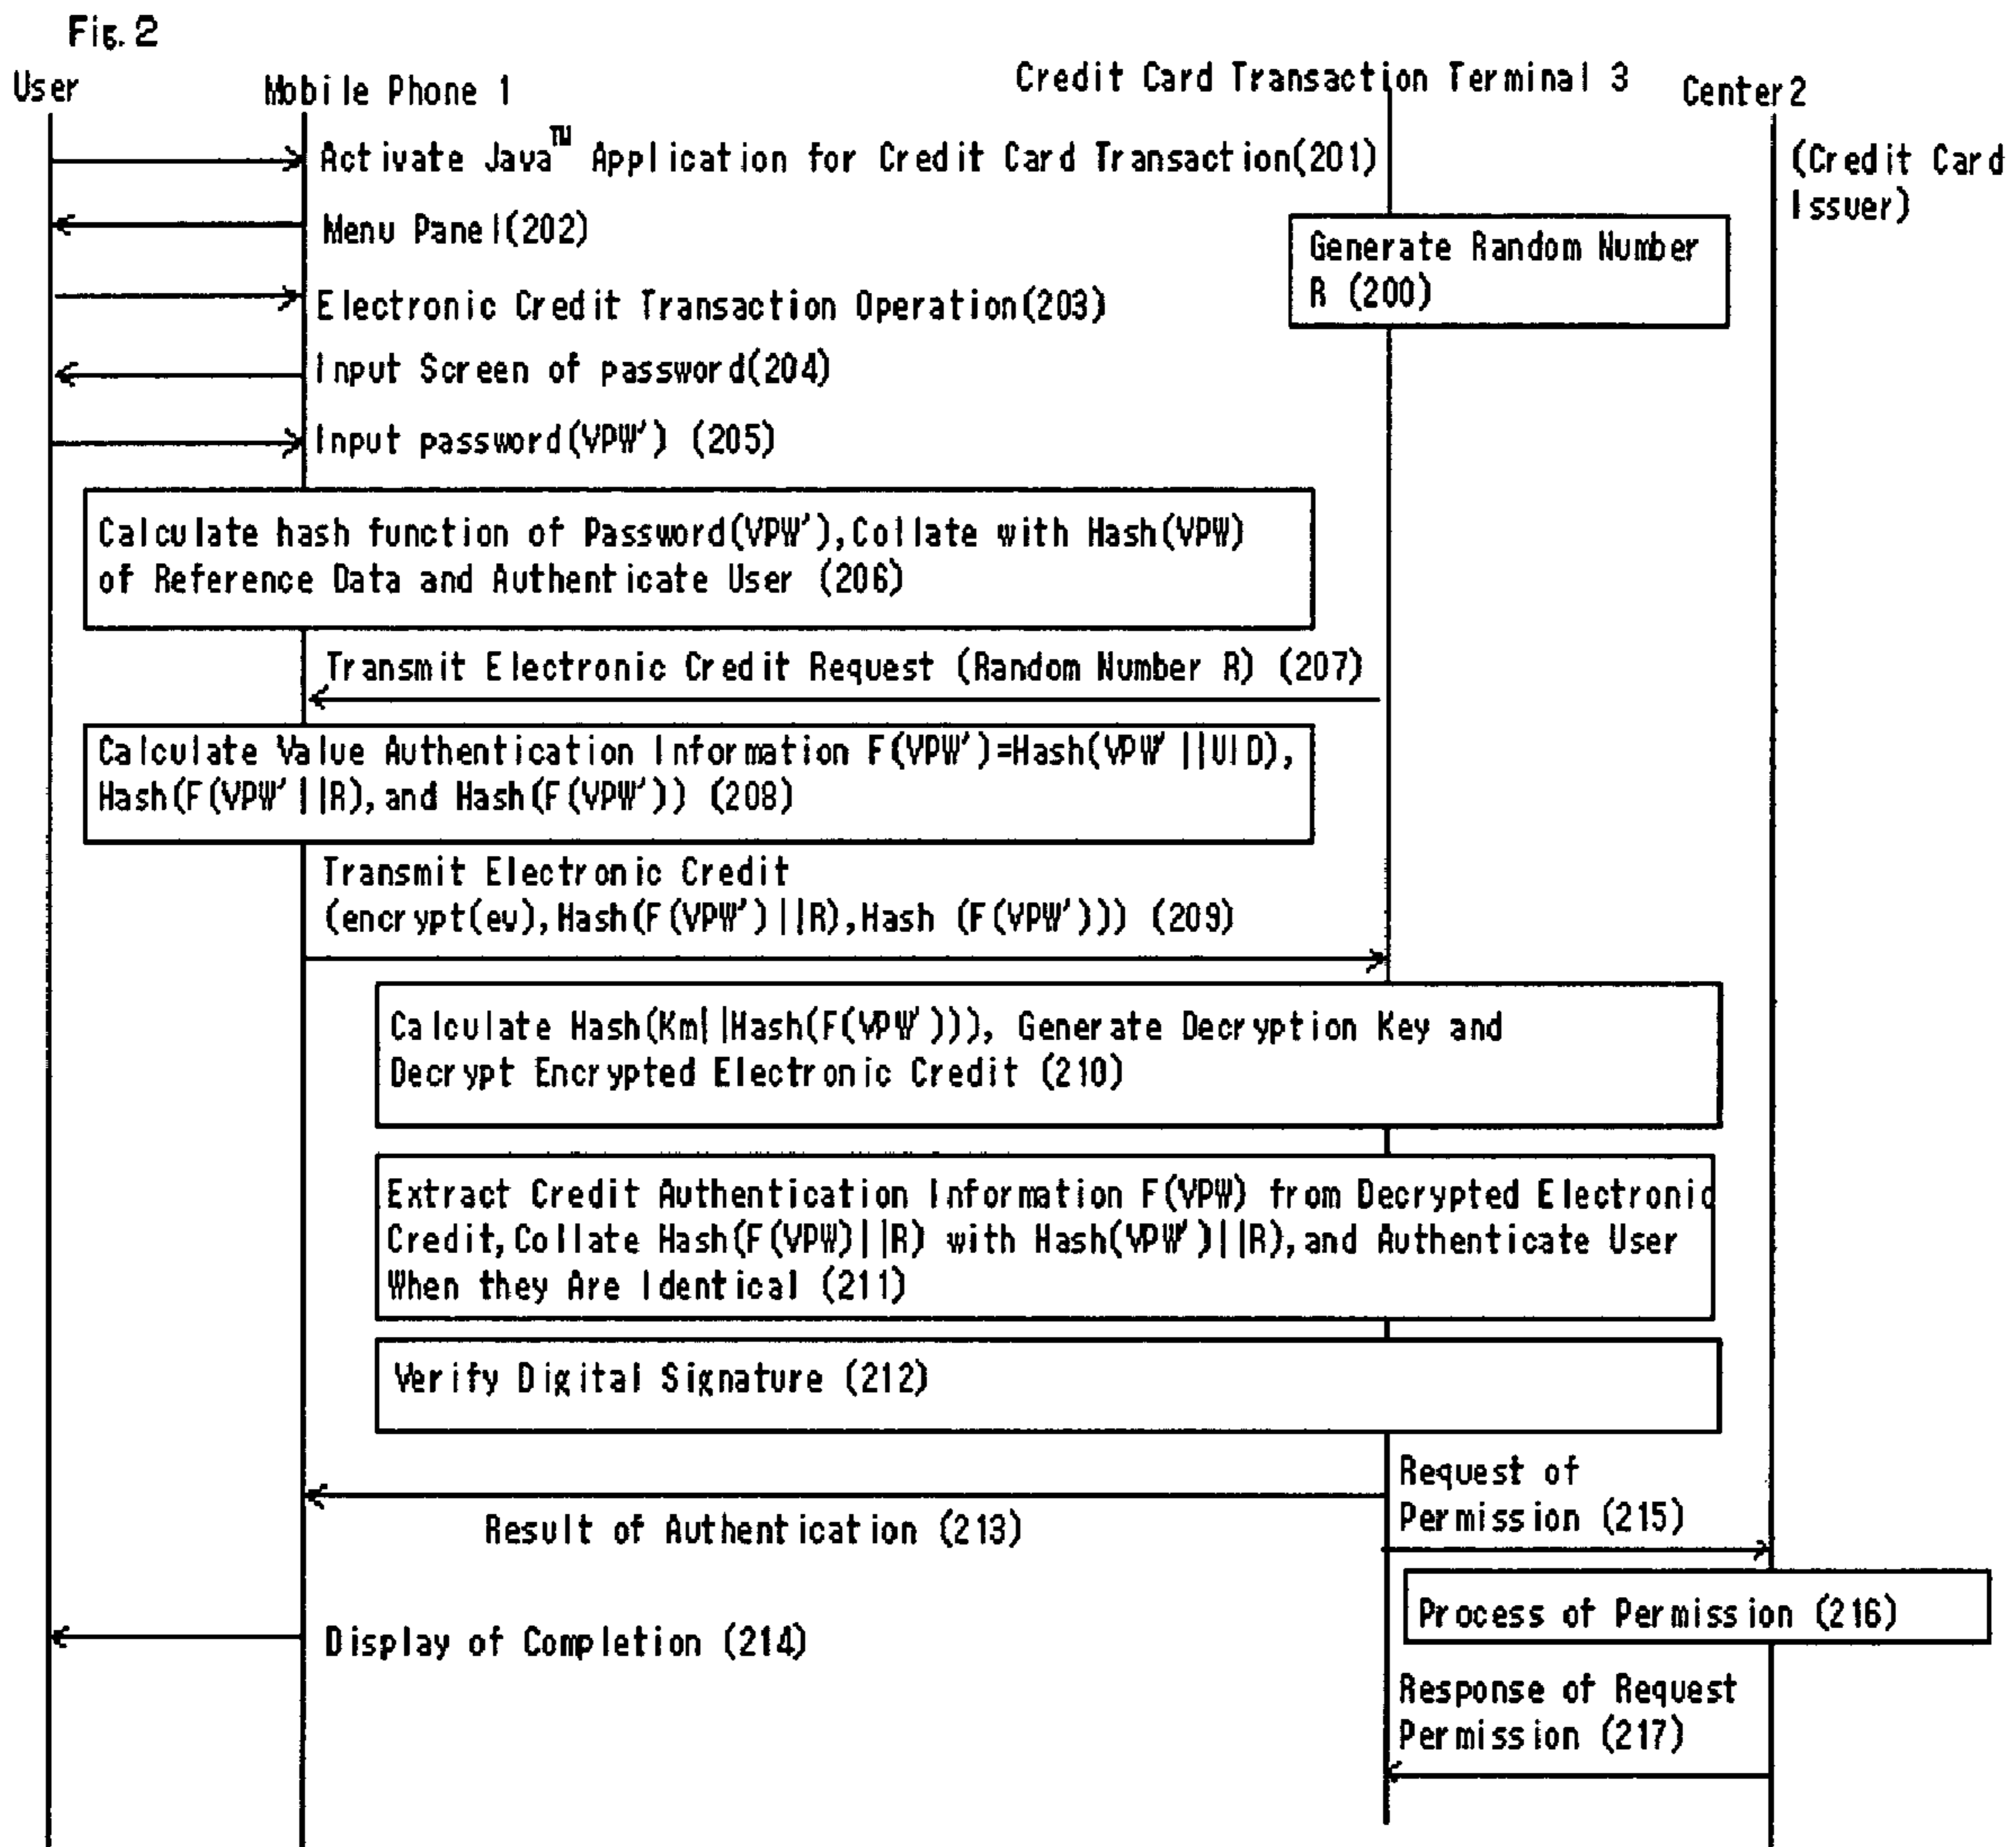 Fig. 2
User
Mobile Phone 1
Credit Card Transaction Terminal 3
Center2
(Credit Card
Issuer)
Activate Java™ Application for Credit Card Transaction(201)
Menu Panel(202)
Generate Random Number
R (200)
Electronic Credit Transaction Operation(203)
Input Screen of password(204)
Input password(VPW') (205)
Calculate hash function of Password(VPW'),Collate with Hash(VPW)
of Reference Data and Authenticate User (206)
Transmit Electronic Credit Request (Random Number R) (207)
Calculate Value Authentication Information F(VPW')=Hash(VPW'||UID),
Hash(F(VPW'||R),and Hash(F(VPW')) (208)
Transmit Electronic Credit
(encrypt(ev),Hash(F(VPW')||R),Hash (F(VPW'))) (209)
Calculate Hash(Km||Hash(F(VPW'))), Generate Decryption Key and
Decrypt Encrypted Electronic Credit (210)
Extract Credit Authentication Information F(VPW) from Decrypted Electronic
Credit,Collate Hash(F(VPW)||R) with Hash(VPW')||R),and Authenticate User
When they Are Identical (211)
Verify Digital Signature (212)
Request of
Permission (215)
Result of Authentication (213)
Process of Permission (216)
Display of Completion (214)
Response of Request
Permission (217)